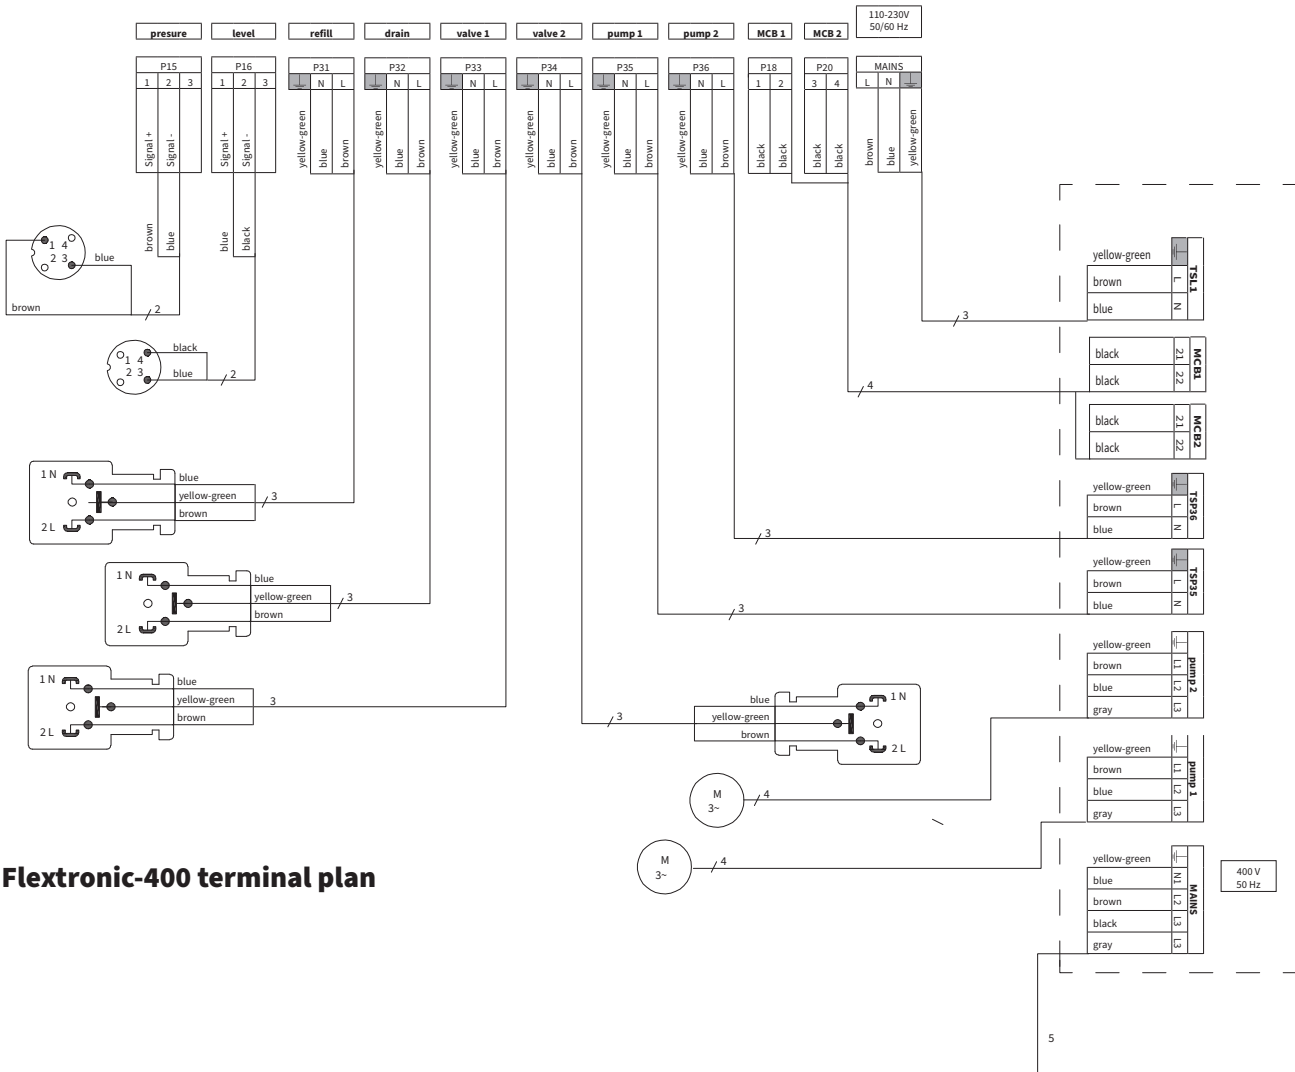 presure level refill drain valve 1 valve 2 pump 1 pump 2 MCB 1 MCB 2 110-230V
50/60 Hz
P15 P16 P31 P32 P33 P34 P35 P36 P18 P20 MAINS
1 2 3 1 2 3 N L N L N L N L N L N L 1 2 3 4 L N
Signal + Signal - Signal + Signal - yellow-green blue brown yellow-green blue brown yellow-green blue brown yellow-green blue brown yellow-green blue brown yellow-green blue brown black black black black brown blue yellow-green
brown blue blue black
1 4
2 3
blue
brown
2
1 4
2 3
black
blue
2
yellow-green
brown L
blue N
TSL1
3
black 21
black 22
MCB1
4
black 21
black 22
MCB2
1 N
2 L
blue
yellow-green
brown
3
yellow-green
brown L
blue N
TSP36
3
1 N
2 L
blue
yellow-green
brown
3
yellow-green
brown L
blue N
TSP35
3
1 N
2 L
blue
yellow-green
brown
3
3
blue
yellow-green
brown
1 N
2 L
yellow-green
brown L1
blue L2
gray L3
pump 2
M
3~
4
yellow-green
brown L1
blue L2
gray L3
pump 1
M
3~
4
yellow-green
blue N1
brown L2
black L3
gray L3
MAINS
400 V
50 Hz
Flextronic-400 terminal plan
5